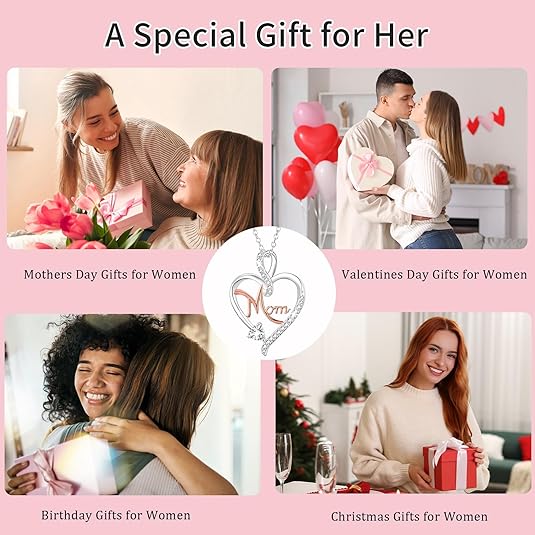 A Special Gift for Her
Mothers Day Gifts for Women
Valentines Day Gifts for Women
Mom
Birthday Gifts for Women
Christmas Gifts for Women